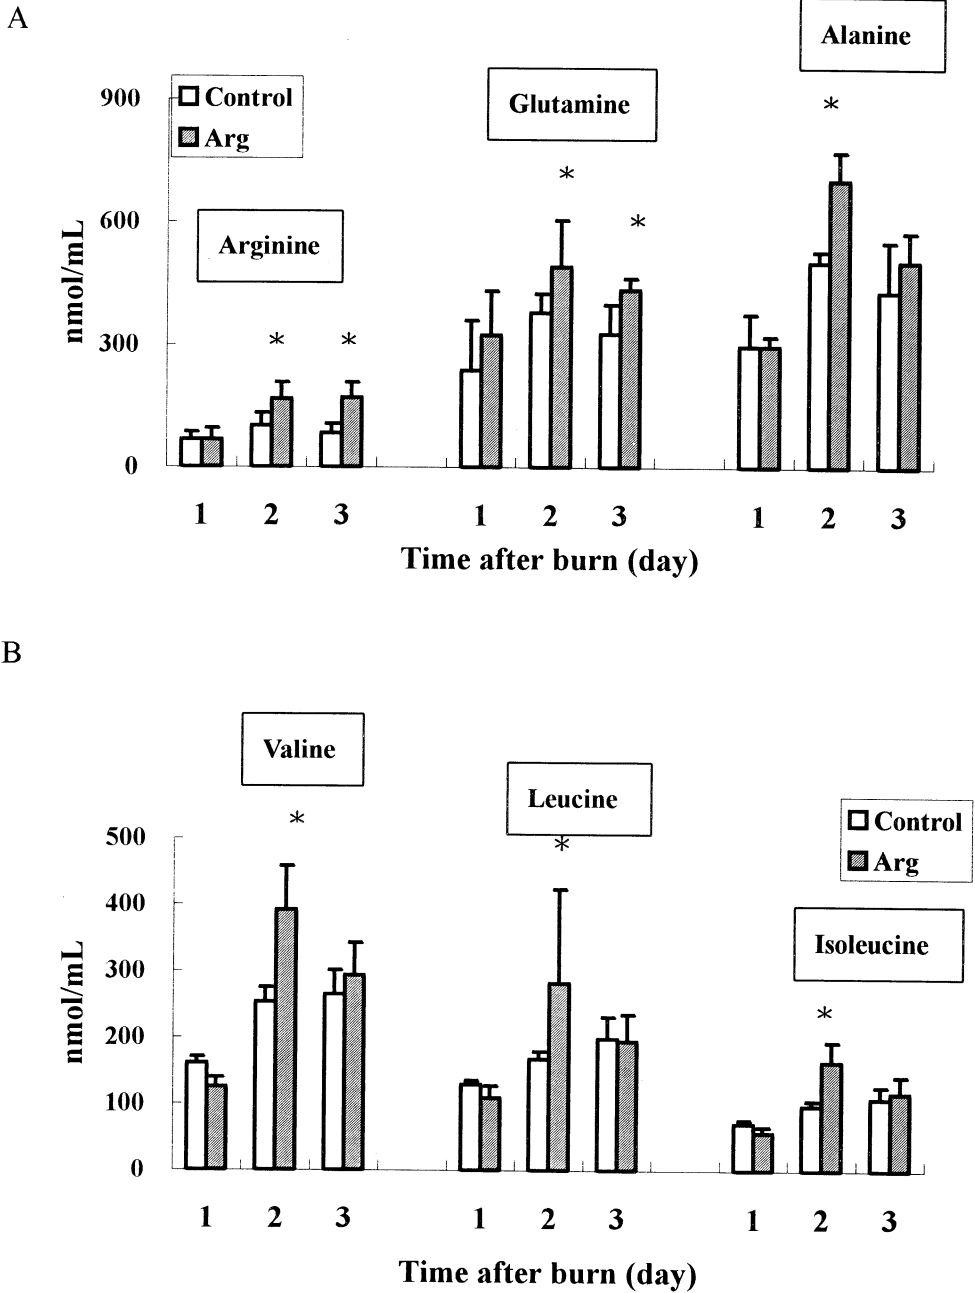 A
Alanine
900
Control
Glutamine
*
Arg
*
600
*
Arginine
nmol/mL
300
*
*
0
1 2 3 1 2 3 1 2 3
Time after burn (day)
B
Valine
Leucine
Control
Arg
500
*
*
400
Isoleucine
300
*
nmol/mL
200
100
0
1 2 3 1 2 3 1 2 3
Time after burn (day)